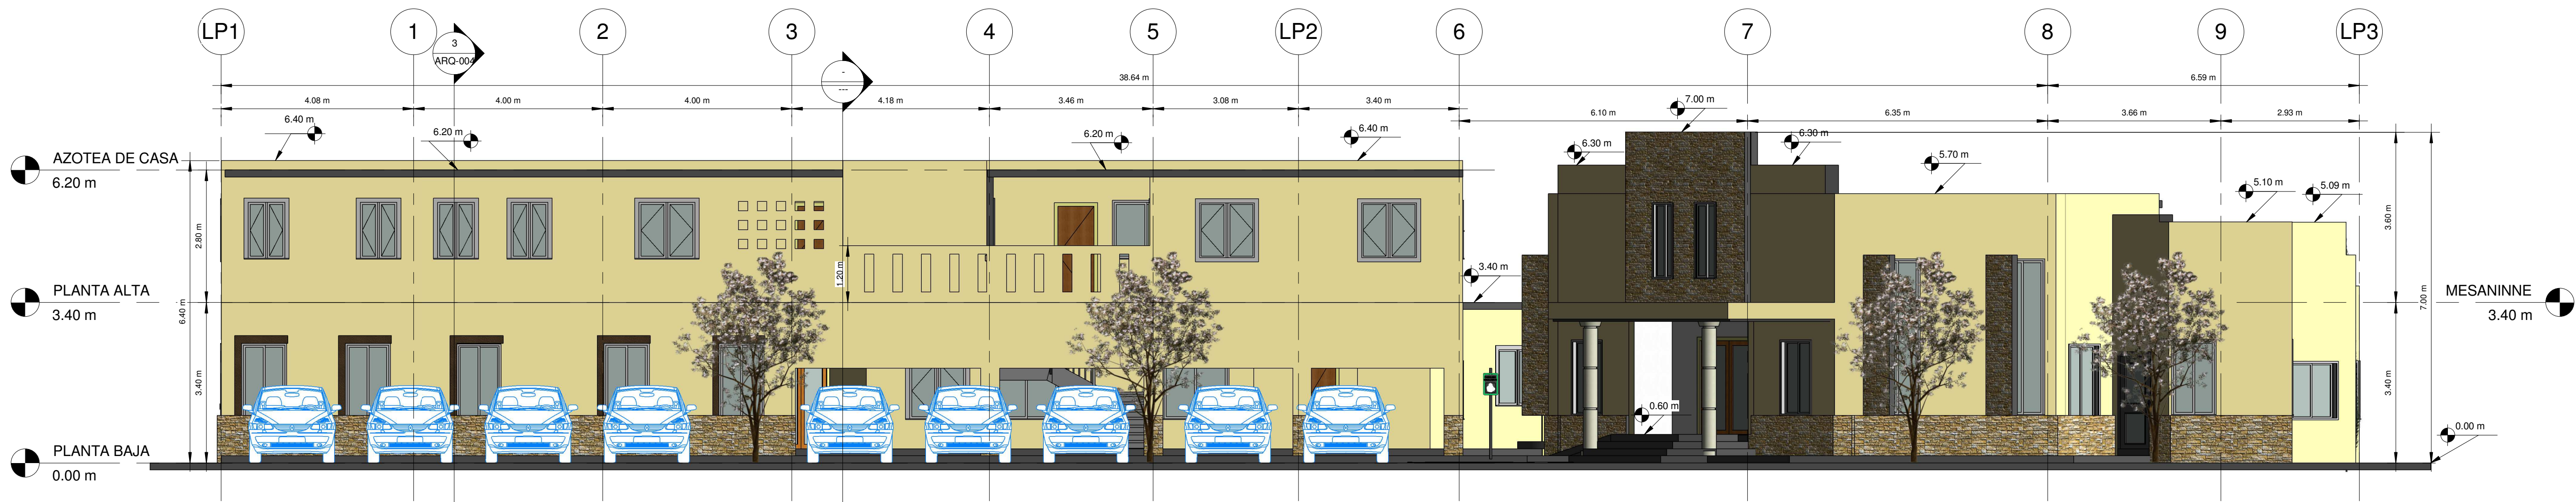 LP1
1
2
3
4
5
LP2
6
7
8
9
LP3
3
ARQ-004
-
---
38.64 m
6.59 m
4.08 m
4.00 m
4.00 m
4.18 m
3.46 m
3.08 m
3.40 m
6.10 m
6.35 m
3.66 m
2.93 m
6.40 m
6.20 m
6.20 m
6.40 m
7.00 m
6.30 m
6.30 m
5.70 m
5.10 m
5.09 m
AZOTEA DE CASA
6.20 m
2.80 m
3.60 m
1.20 m
3.40 m
PLANTA ALTA
3.40 m
MESANINNE
3.40 m
6.40 m
7.00 m
3.40 m
3.40 m
0.60 m
0.00 m
PLANTA BAJA
0.00 m